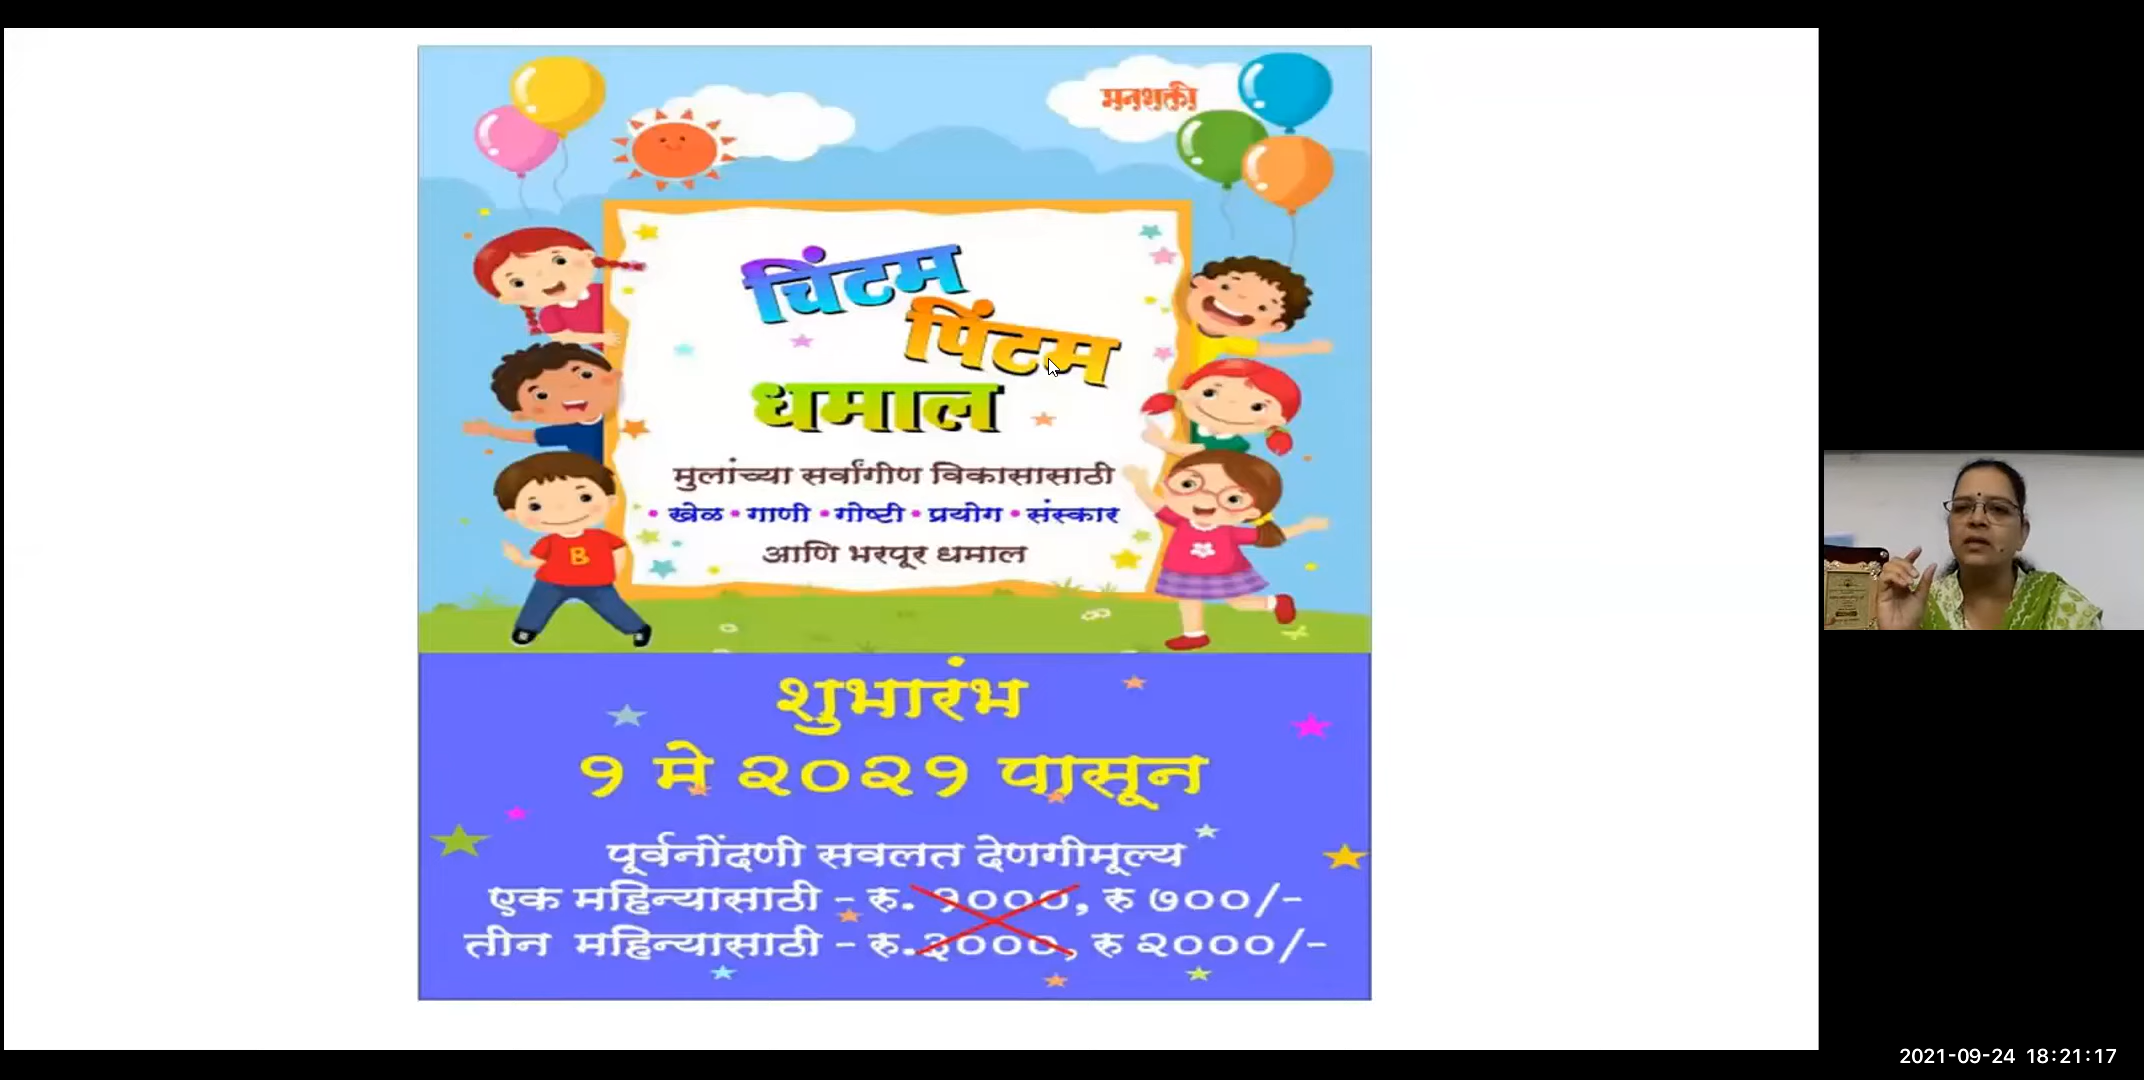 मनशक्ती
चिंटम
पिंटम
धमाल
मुलांच्या सर्वांगीण विकासासाठी
• खेळ • गाणी • गोष्टी • प्रयोग • संस्कार
आणि भरपूर धमाल
B
शुभारंभ
१ मे २०२१ पासून
पूर्वनोंदणी सवलत देणगीमूल्य
एक महिन्यासाठी - रु. १०००, रु ७००/-
तीन महिन्यासाठी - रु.३०००, रु २०००/-
2021-09-24 18:21:17